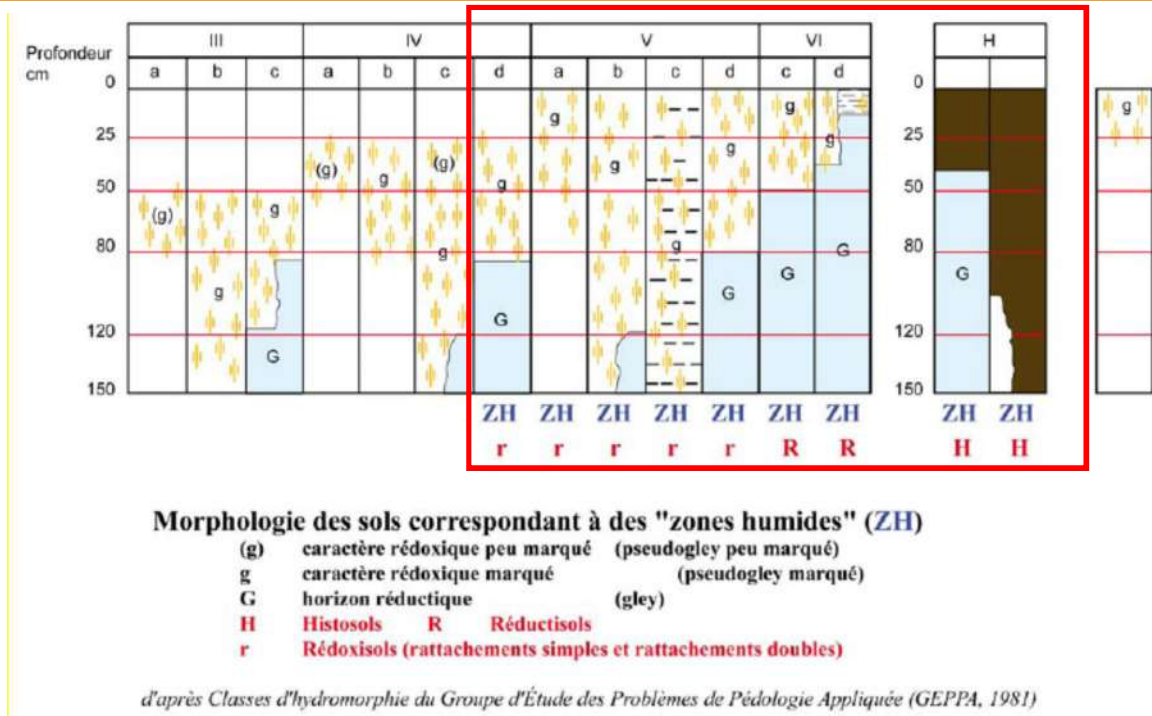 III IV V VI H
Profondeur
cm
a b c a b c d a b c d c d
0 0
25 25
50 50
80 80
120 120
150 150
g g g g
g
(g) (g) g g g g
(g) g g
g g G
g G G G
G
G
ZH ZH ZH ZH ZH ZH ZH ZH ZH
r r r r r R R H H
Morphologie des sols correspondant à des "zones humides" (ZH)
(g) caractère rédoxique peu marqué (pseudogley peu marqué)
g caractère rédoxique marqué (pseudogley marqué)
G horizon réductique (gley)
H Histosols R Réductisols
r Rédoxisols (rattachements simples et rattachements doubles)
d'après Classes d'hydromorphie du Groupe d'Étude des Problèmes de Pédologie Appliquée (GEPPA, 1981)